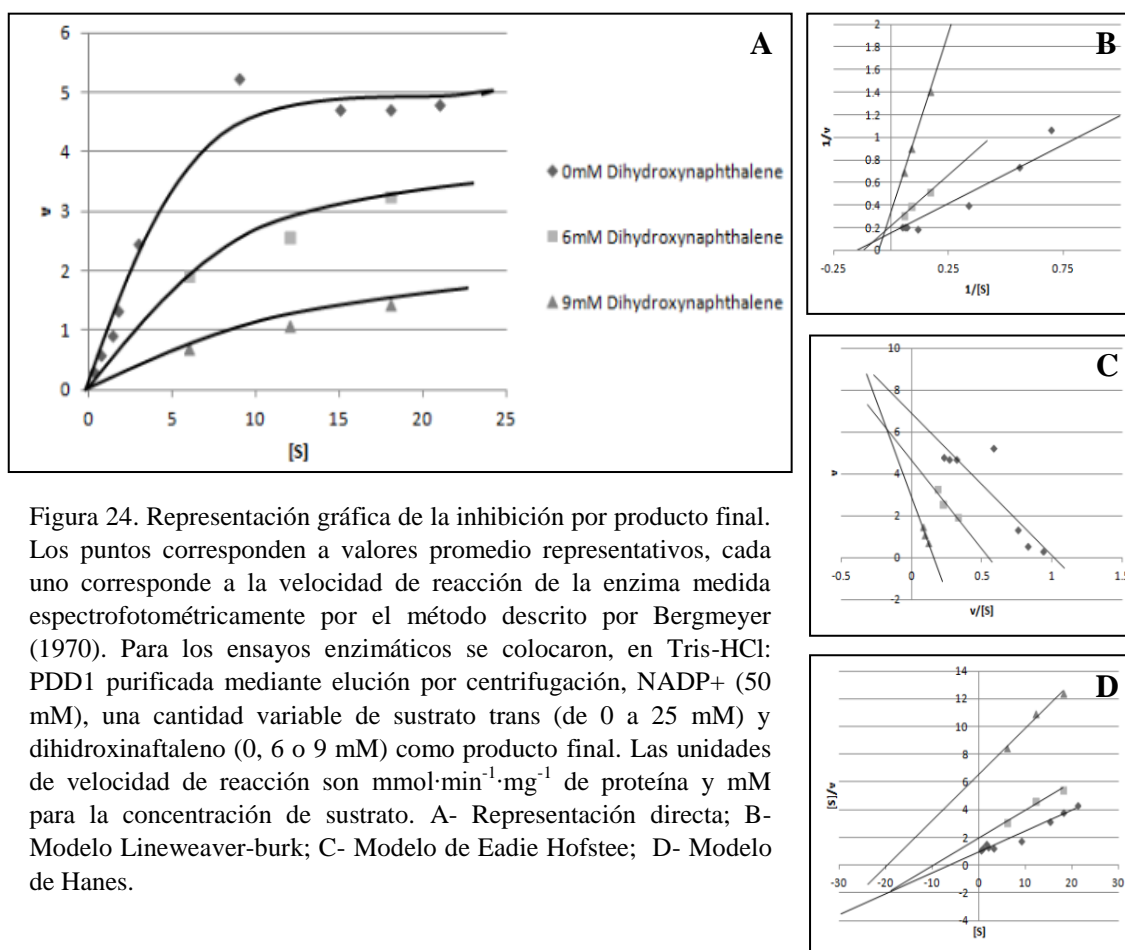 A
6
5
4
3
2
1
0
v
0 5 10 15 20 25
[S]
0mM Dihydroxynaphthalene
6mM Dihydroxynaphthalene
9mM Dihydroxynaphthalene
B
2
1.8
1.6
1.4
1.2
1
0.8
0.6
0.4
0.2
0
1/v
-0.25 0.25 0.75
1/[S]
C
10
8
6
4
2
0
-2
v
-0.5 0 0.5 1 1.5
v/[S]
D
14
12
10
8
6
4
2
0
-2
-4
[S]/v
-30 -20 -10 0 10 20 30
[S]
Figura 24. Representación gráfica de la inhibición por producto final.
Los puntos corresponden a valores promedio representativos, cada
uno corresponde a la velocidad de reacción de la enzima medida
espectrofotométricamente por el método descrito por Bergmeyer
(1970). Para los ensayos enzimáticos se colocaron, en Tris-HCl:
PDD1 purificada mediante elución por centrifugación, NADP+ (50
mM), una cantidad variable de sustrato trans (de 0 a 25 mM) y
dihidroxinaftaleno (0, 6 o 9 mM) como producto final. Las unidades
de velocidad de reacción son mmol·min⁻¹·mg⁻¹ de proteína y mM
para la concentración de sustrato. A- Representación directa; B-
Modelo Lineweaver-burk; C- Modelo de Eadie Hofstee; D- Modelo
de Hanes.